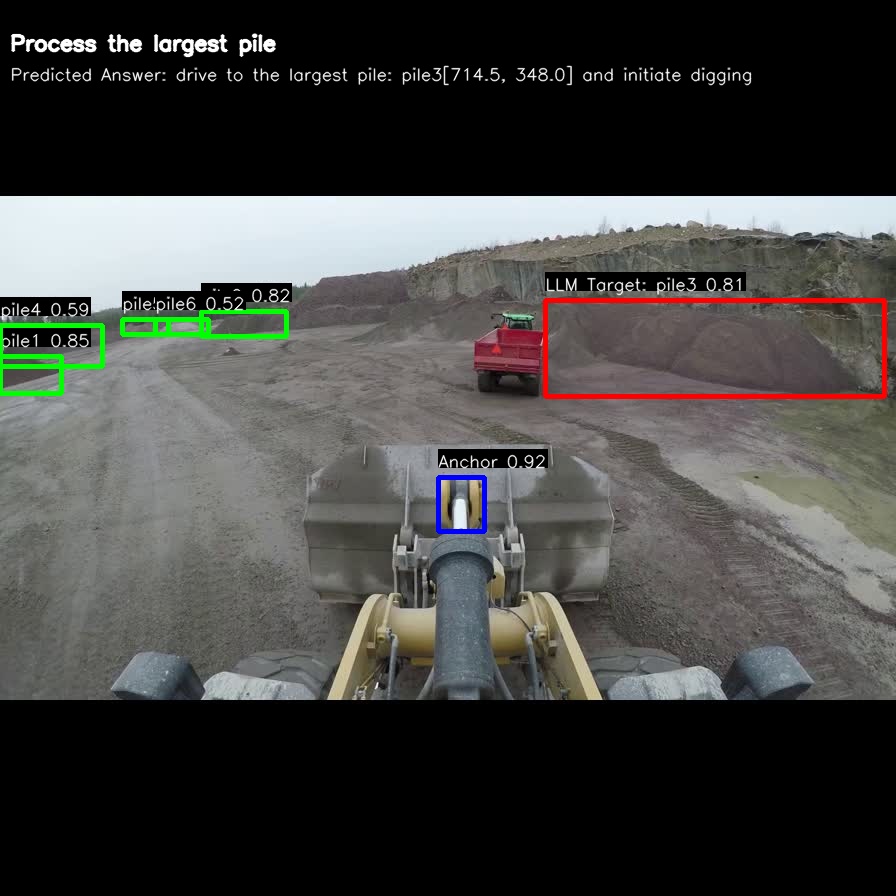 Process the largest pile
Predicted Answer: drive to the largest pile: pile3[714.5, 348.0] and initiate digging
LLM Target: pile3 0.81
0.82
pile6 0.52
pile4 0.59
pile1 0.85
Anchor 0.92